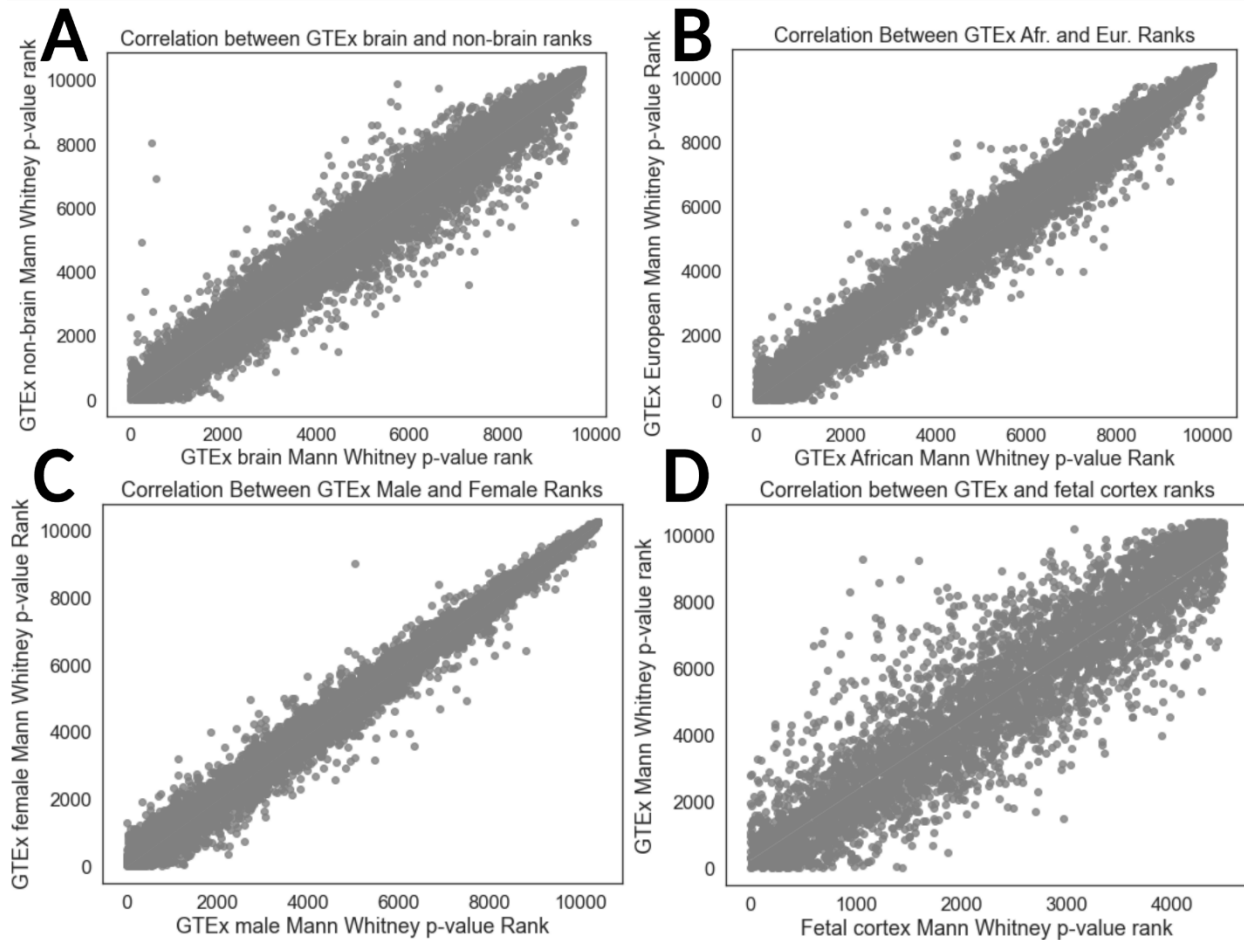 A
Correlation between GTEx brain and non-brain ranks
GTEx non-brain Mann Whitney p-value rank
10000
8000
6000
4000
2000
0
0 2000 4000 6000 8000 10000
GTEx brain Mann Whitney p-value rank
B
Correlation Between GTEx Afr. and Eur. Ranks
GTEx European Mann Whitney p-value Rank
10000
8000
6000
4000
2000
0
0 2000 4000 6000 8000 10000
GTEx African Mann Whitney p-value Rank
C
Correlation Between GTEx Male and Female Ranks
GTEx female Mann Whitney p-value Rank
10000
8000
6000
4000
2000
0
0 2000 4000 6000 8000 10000
GTEx male Mann Whitney p-value Rank
D
Correlation between GTEx and fetal cortex ranks
GTEx Mann Whitney p-value rank
10000
8000
6000
4000
2000
0
0 1000 2000 3000 4000
Fetal cortex Mann Whitney p-value rank